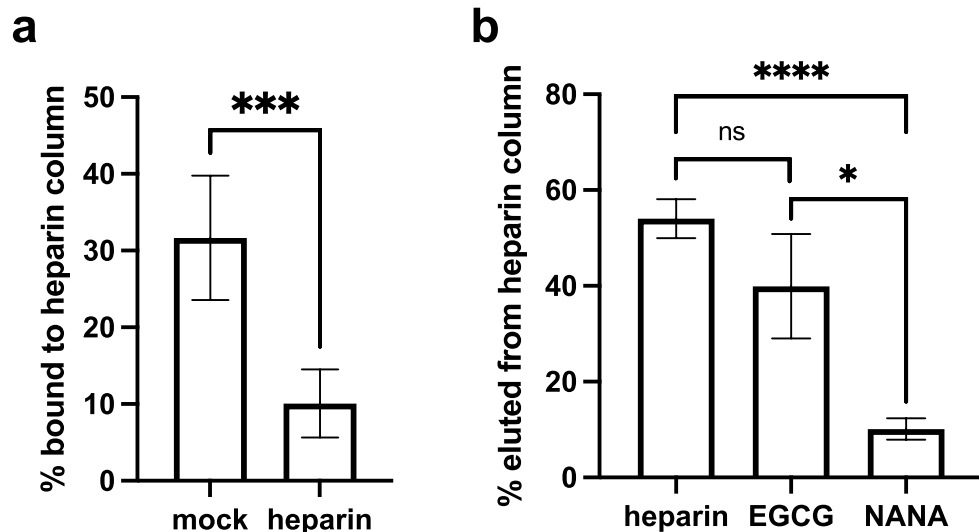 a
% bound to heparin column
50
40
30
20
10
0
***
mock heparin
b
% eluted from heparin column
80
60
40
20
0
****
ns
*
heparin EGCG NANA